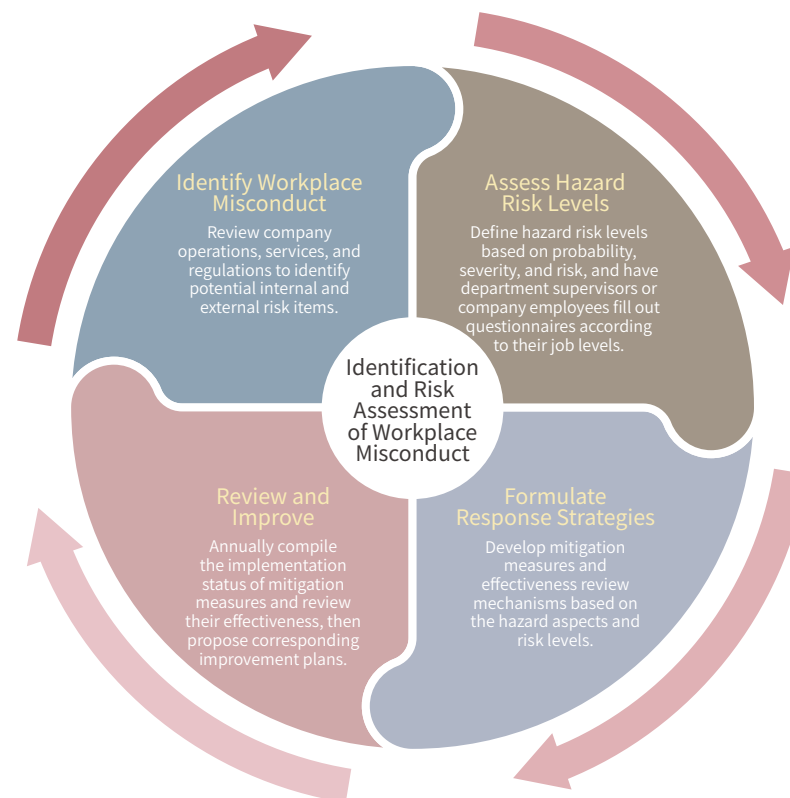 Identify Workplace
Misconduct
Review company
operations, services, and
regulations to identify
potential internal and
external risk items.
Assess Hazard
Risk Levels
Define hazard risk levels
based on probability,
severity, and risk, and have
department supervisors or
company employees fill out
questionnaires according
to their job levels.
Identification
and Risk
Assessment
of Workplace
Misconduct
Review and
Improve
Annually compile
the implementation
status of mitigation
measures and review
their effectiveness, then
propose corresponding
improvement plans.
Formulate
Response Strategies
Develop mitigation
measures and
effectiveness review
mechanisms based on
the hazard aspects and
risk levels.